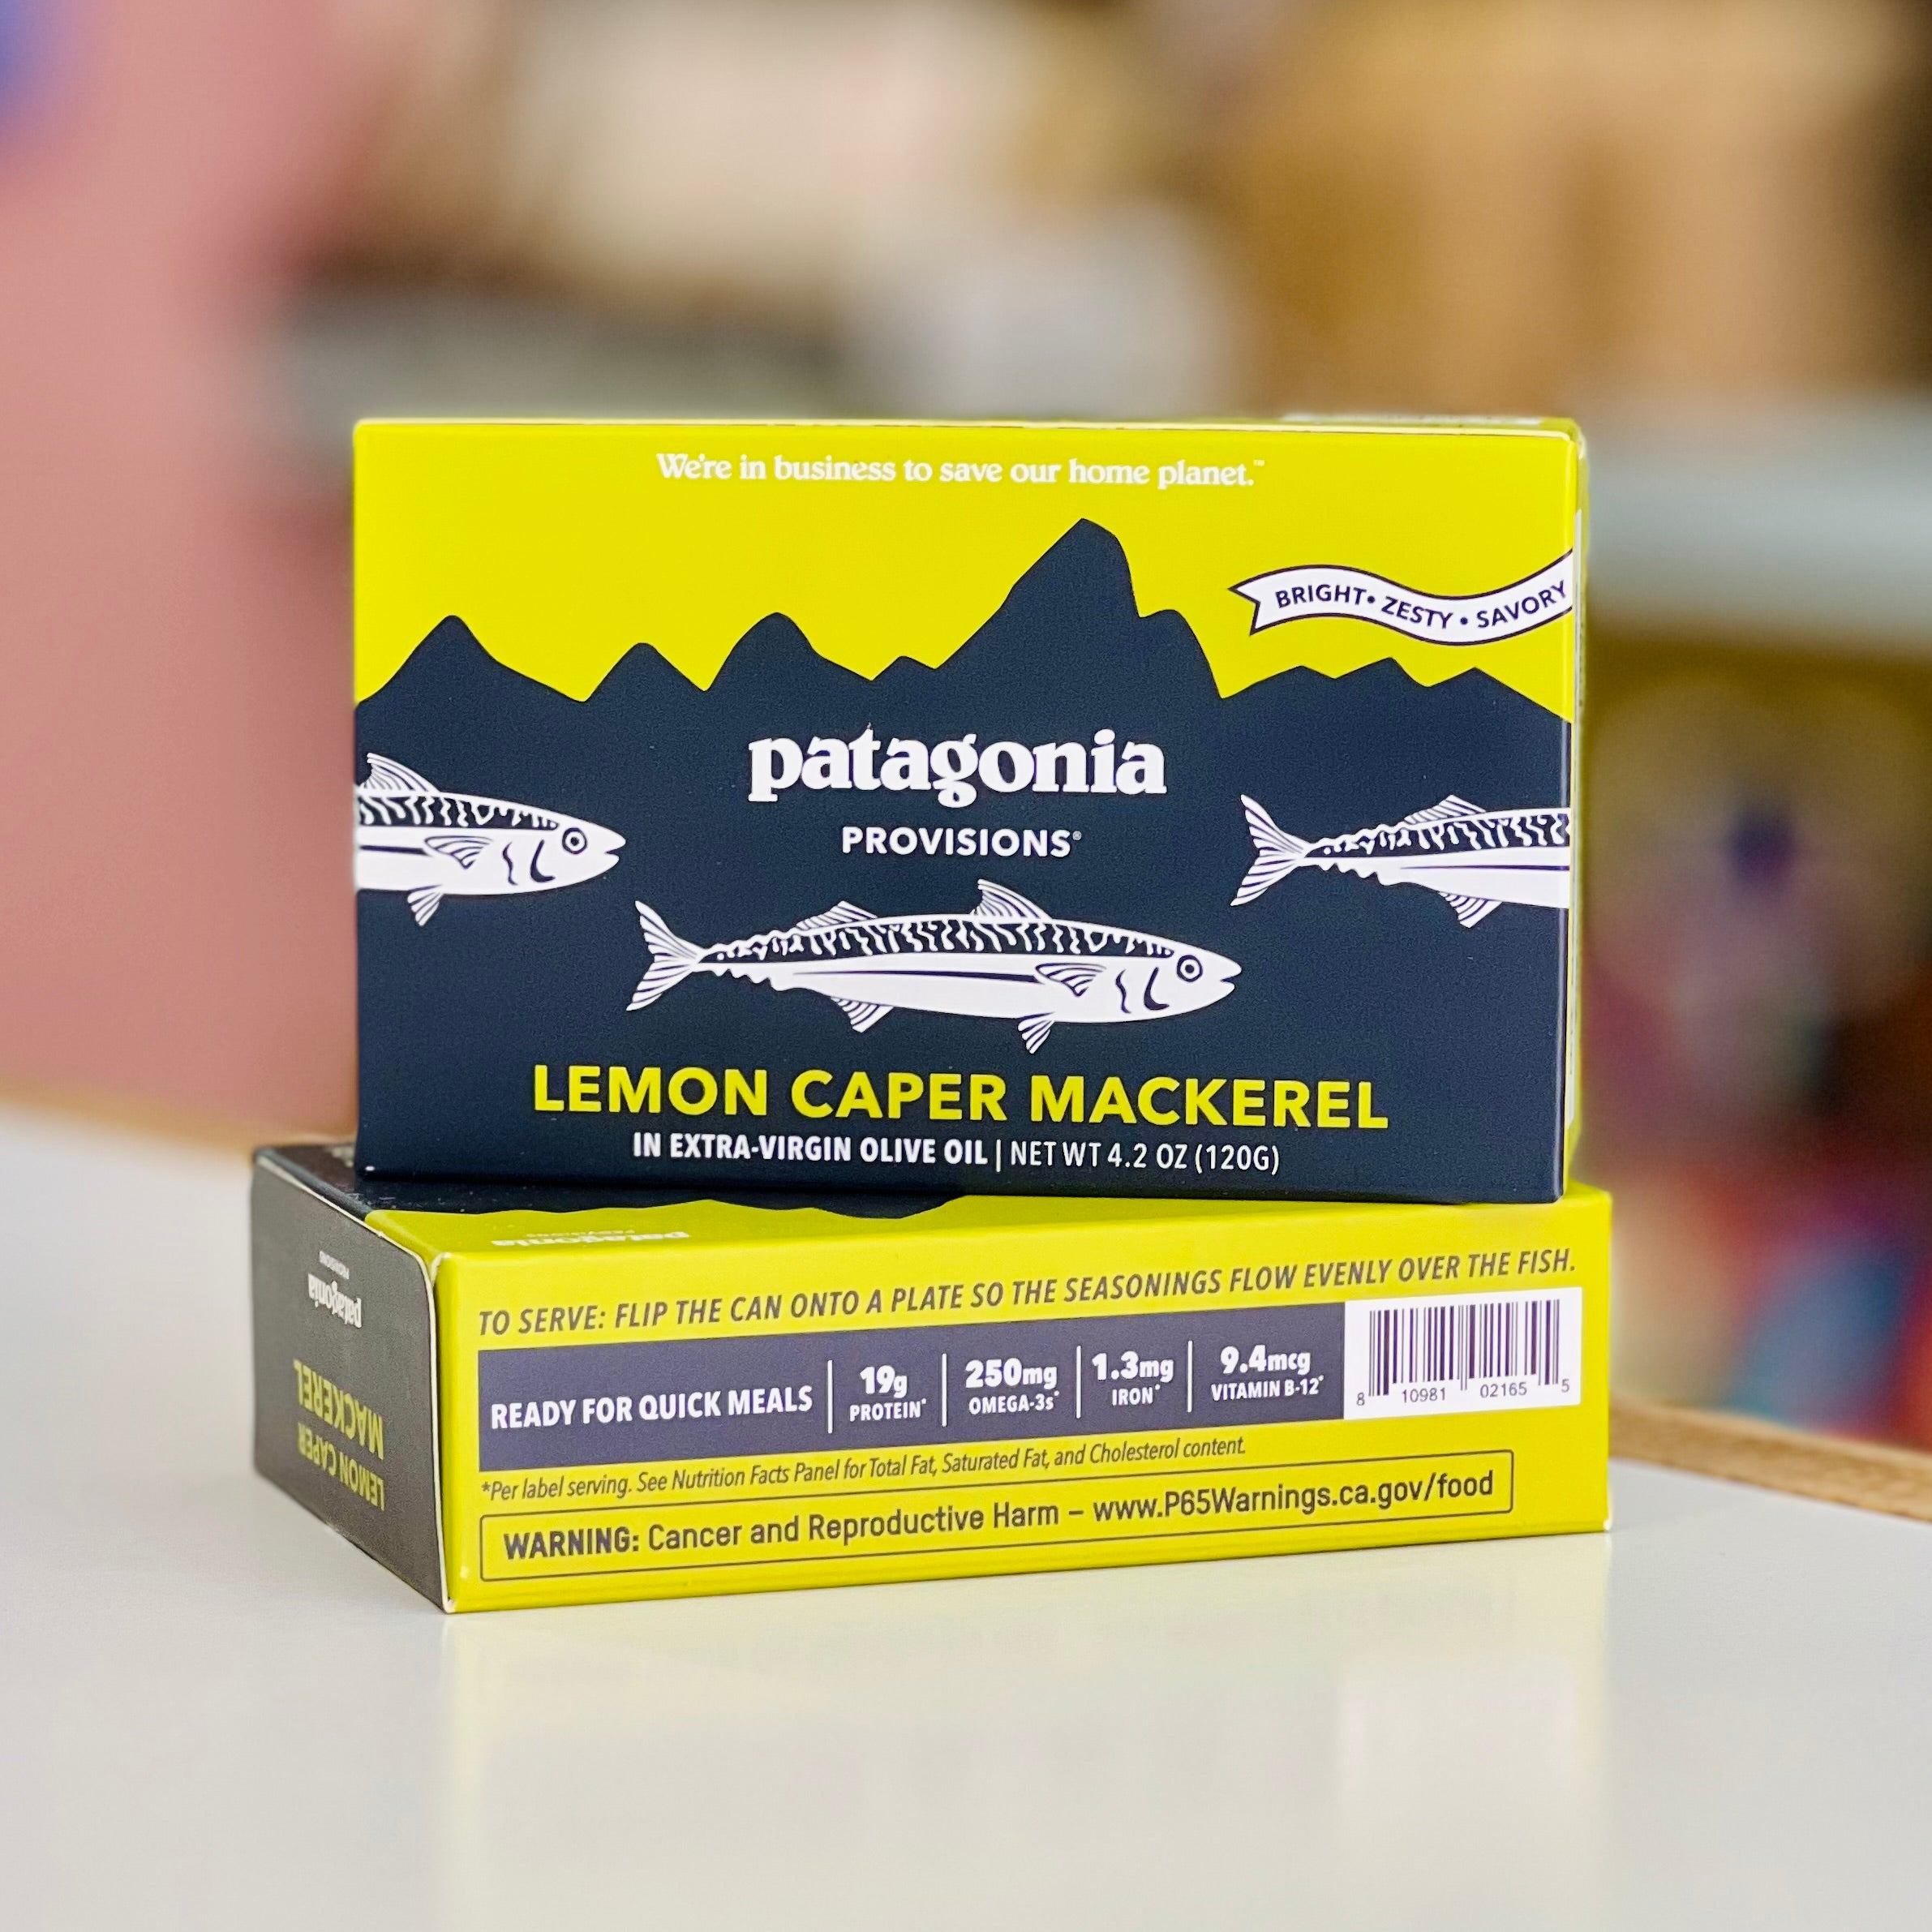 We're in business to save our home planet.™
BRIGHT • ZESTY • SAVORY
patagonia
PROVISIONS®
LEMON CAPER MACKEREL
IN EXTRA-VIRGIN OLIVE OIL | NET WT 4.2 OZ (120G)
patagonia
PROVISIONS
LEMON CAPER
MACKEREL
patagonia
PROVISIONS
TO SERVE: FLIP THE CAN ONTO A PLATE SO THE SEASONINGS FLOW EVENLY OVER THE FISH.
READY FOR QUICK MEALS
19g
PROTEIN*
250mg
OMEGA-3s*
1.3mg
IRON*
9.4mcg
VITAMIN B-12*
8 10981 02165 5
*Per label serving. See Nutrition Facts Panel for Total Fat, Saturated Fat, and Cholesterol content.
WARNING: Cancer and Reproductive Harm – www.P65Warnings.ca.gov/food